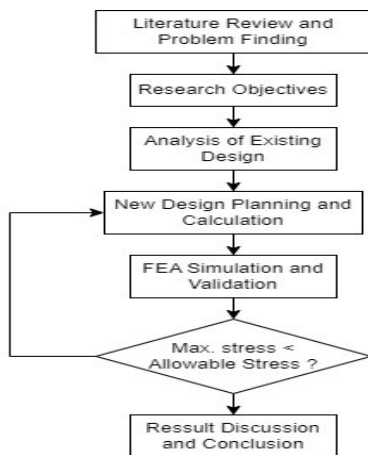 Literature Review and
Problem Finding
Research Objectives
Analysis of Existing
Design
New Design Planning and
Calculation
FEA Simulation and
Validation
Max. stress <
Allowable Stress ?
Ressult Discussion
and Conclusion